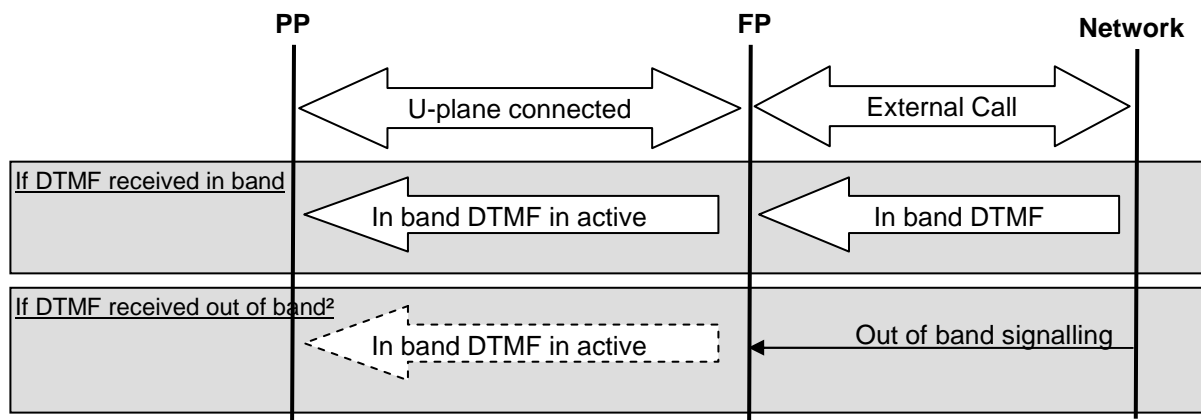 PP FP Network
U-plane connected External Call
If DTMF received in band
In band DTMF in active In band DTMF
If DTMF received out of band²
In band DTMF in active Out of band signalling